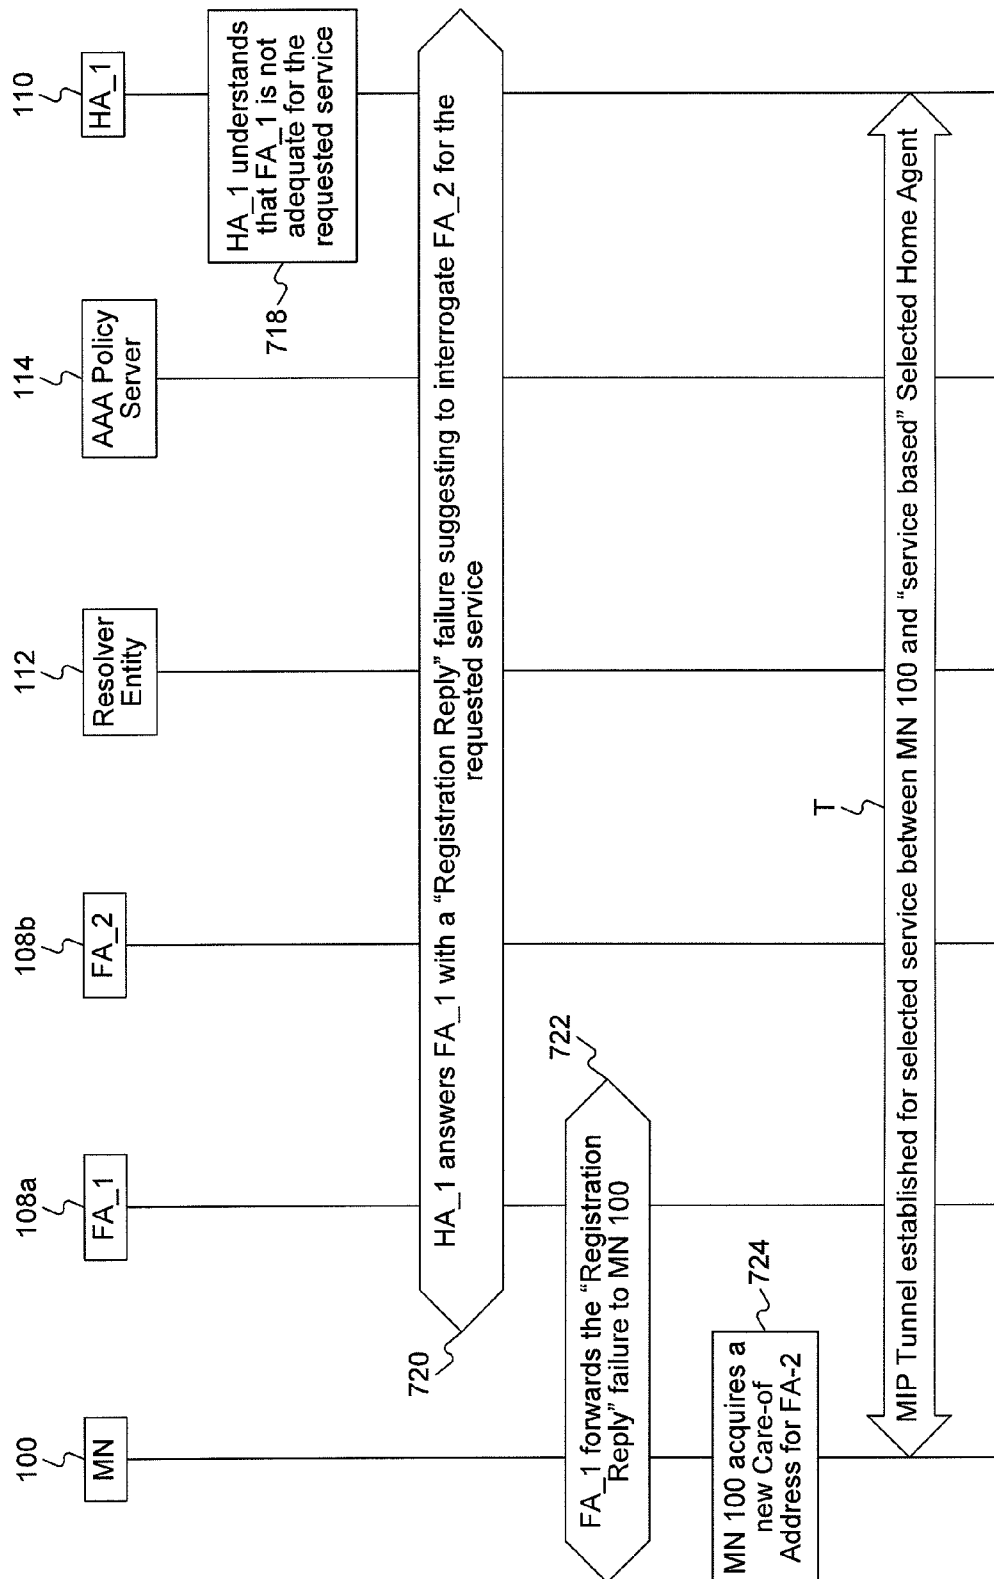 100
MN
108a
FA_1
108b
FA_2
112
Resolver
Entity
114
AAA Policy
Server
110
HA_1
HA_1 understands
that FA_1 is not
adequate for the
requested service
718
HA_1 answers FA_1 with a “Registration Reply” failure suggesting to interrogate FA_2 for the
requested service
720
FA_1 forwards the “Registration
Reply” failure to MN 100
722
MN 100 acquires a
new Care-of
Address for FA-2
724
T
MIP Tunnel established for selected service between MN 100 and “service based” Selected Home Agent